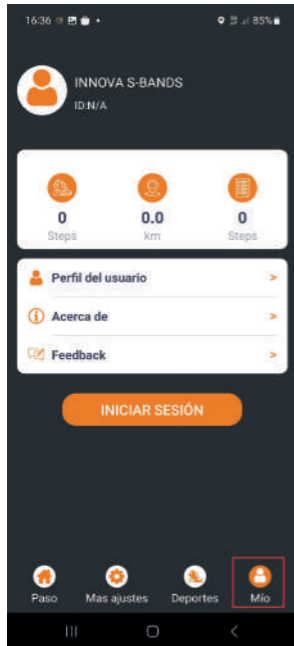 16:36
85%
INNOVA S-BANDS
ID:N/A
0 0.0 0
Steps km Steps
Perfil del usuario >
Acerca de >
Feedback >
INICIAR SESIÓN
Paso Mas ajustes Deportes Mío